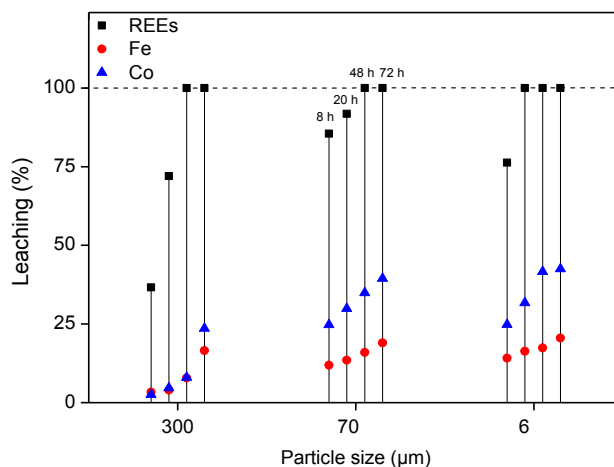 REEs
Fe
Co
100
75
50
25
0
Leaching (%)
8 h
20 h
48 h
72 h
300
70
6
Particle size (µm)